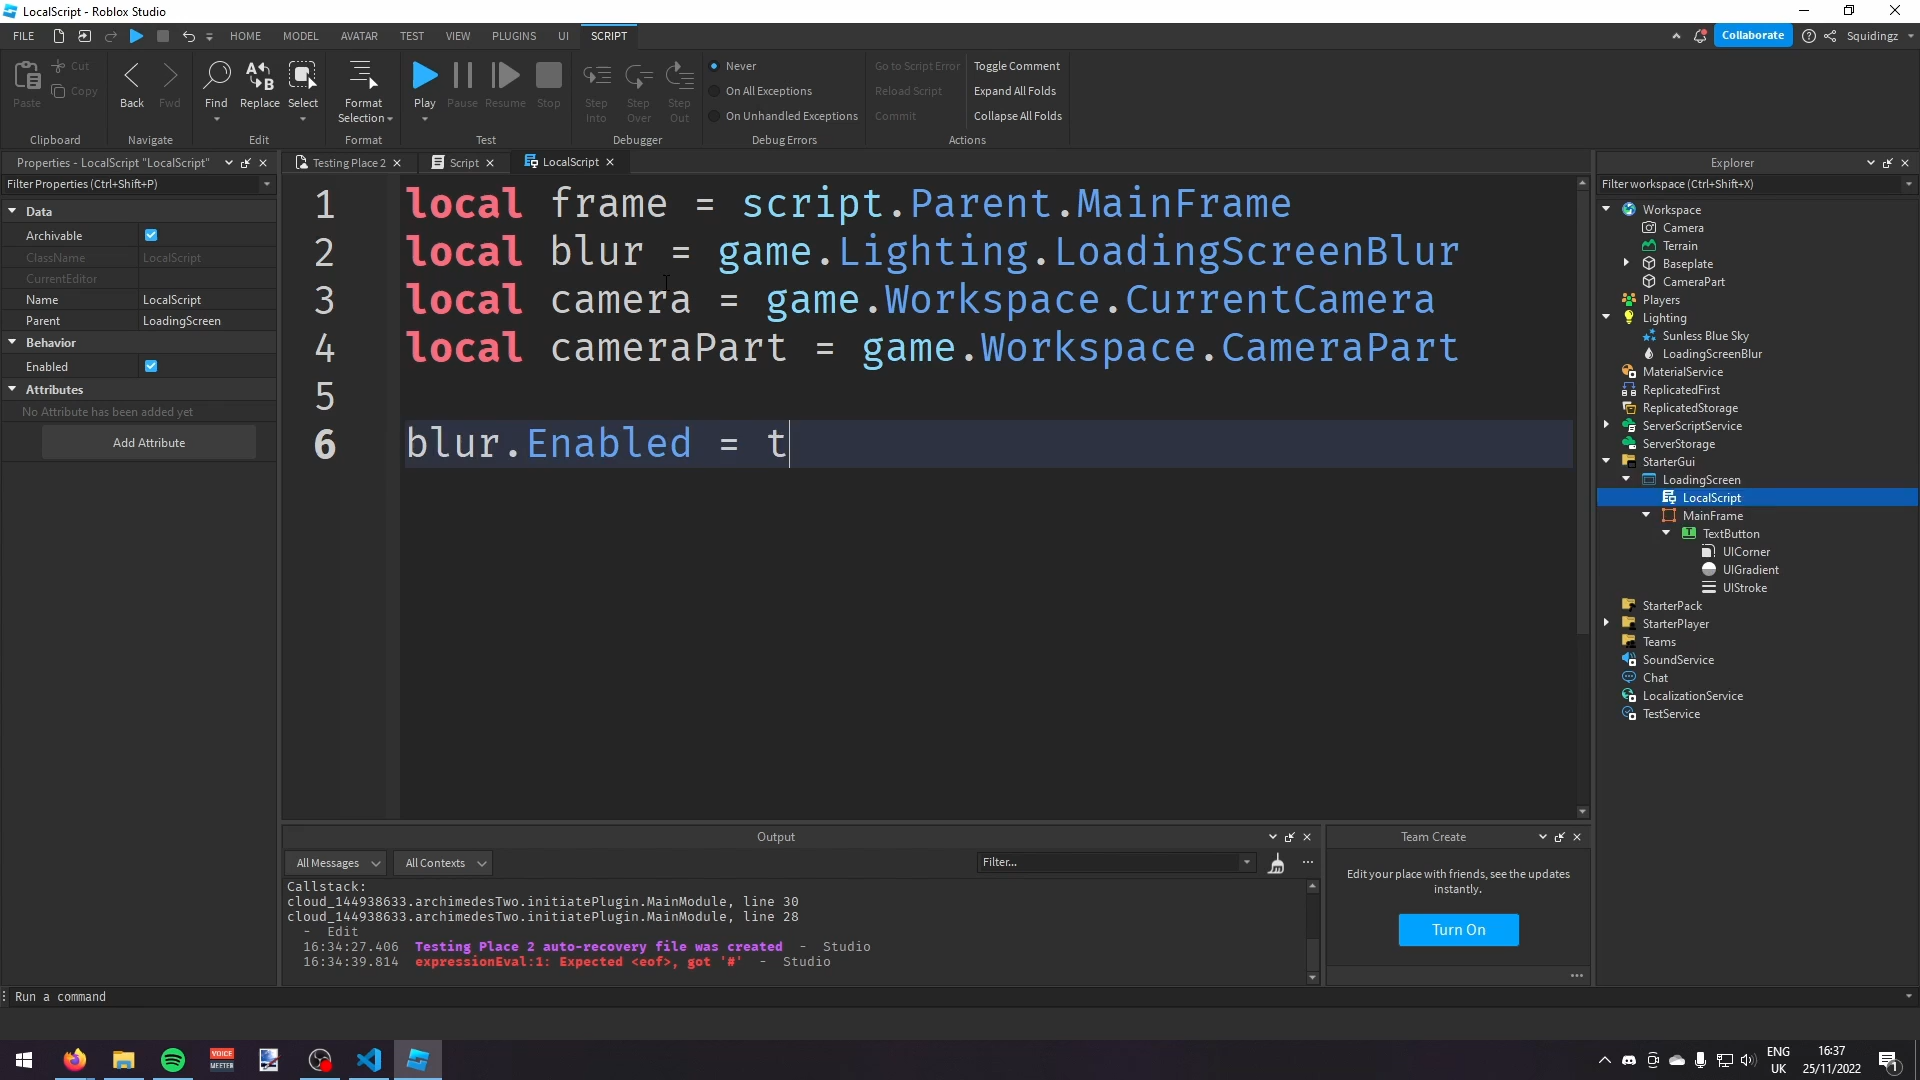 LocalScript - Roblox Studio
FILE HOME MODEL AVATAR TEST VIEW PLUGINS UI SCRIPT Collaborate Squidingz
Paste Cut Copy Clipboard
Back Fwd Navigate
Find Replace Select Edit
Format Selection Format
Play Pause Resume Stop Test
Step Into Step Over Step Out Debugger
Never
On All Exceptions
On Unhandled Exceptions
Debug Errors
Go to Script Error
Reload Script
Commit
Toggle Comment
Expand All Folds
Collapse All Folds
Actions
Properties - LocalScript "LocalScript"
Filter Properties (Ctrl+Shift+P)
Data
Archivable
ClassName LocalScript
CurrentEditor
Name LocalScript
Parent LoadingScreen
Behavior
Enabled
Attributes
No Attribute has been added yet
Add Attribute
Testing Place 2 Script LocalScript
1 local frame = script.Parent.MainFrame
2 local blur = game.Lighting.LoadingScreenBlur
3 local camera = game.Workspace.CurrentCamera
4 local cameraPart = game.Workspace.CameraPart
5
6 blur.Enabled = t
Explorer
Filter workspace (Ctrl+Shift+X)
Workspace
Camera
Terrain
Baseplate
CameraPart
Players
Lighting
Sunless Blue Sky
LoadingScreenBlur
MaterialService
ReplicatedFirst
ReplicatedStorage
ServerScriptService
ServerStorage
StarterGui
LoadingScreen
LocalScript
MainFrame
TextButton
UICorner
UIGradient
UIStroke
StarterPack
StarterPlayer
Teams
SoundService
Chat
LocalizationService
TestService
Output
All Messages All Contexts Filter...
Callstack:
cloud_144938633.archimedesTwo.initiatePlugin.MainModule, line 30
cloud_144938633.archimedesTwo.initiatePlugin.MainModule, line 28
- Edit
16:34:27.406 Testing Place 2 auto-recovery file was created - Studio
16:34:39.814 expressionEval:1: Expected <eof>, got '#' - Studio
Team Create
Edit your place with friends, see the updates
instantly.
Turn On
Run a command
VOICE
MEETER
ENG
UK
16:37
25/11/2022
1